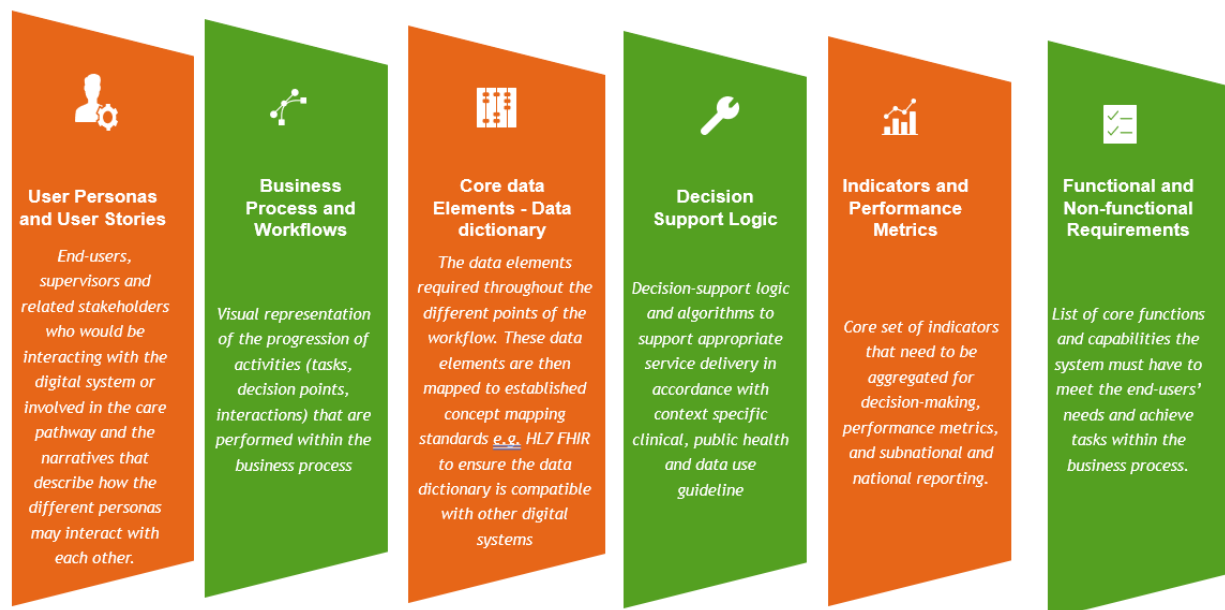 User Personas
and User Stories
End-users,
supervisors and
related stakeholders
who would be
interacting with the
digital system or
involved in the care
pathway and the
narratives that
describe how the
different personas
may interact with
each other.
Business
Process and
Workflows
Visual representation
of the progression of
activities (tasks,
decision points,
interactions) that are
performed within the
business process
Core data
Elements - Data
dictionary
The data elements
required throughout the
different points of the
workflow. These data
elements are then
mapped to established
concept mapping
standards e.g. HL7 FHIR
to ensure the data
dictionary is compatible
with other digital
systems
Decision
Support Logic
Decision-support logic
and algorithms to
support appropriate
service delivery in
accordance with
context specific
clinical, public health
and data use
guideline
Indicators and
Performance
Metrics
Core set of indicators
that need to be
aggregated for
decision-making,
performance metrics,
and subnational and
national reporting.
Functional and
Non-functional
Requirements
List of core functions
and capabilities the
system must have to
meet the end-users’
needs and achieve
tasks within the
business process.